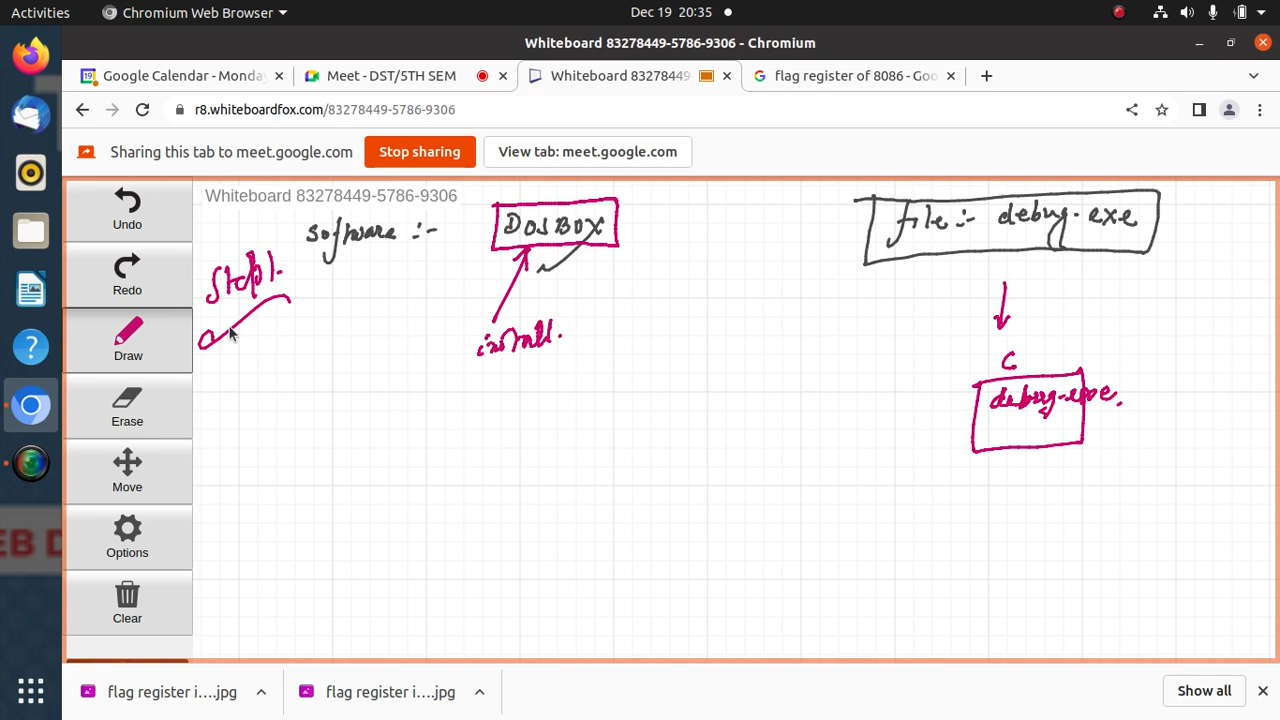 Activities
Chromium Web Browser
Dec 19 20:35
Whiteboard 83278449-5786-9306 - Chromium
Google Calendar - Monda
Meet - DST/5TH SEM
Whiteboard 83278449
flag register of 8086 - Goo
r8.whiteboardfox.com/83278449-5786-9306
Sharing this tab to meet.google.com
Stop sharing
View tab: meet.google.com
Whiteboard 83278449-5786-9306
Undo
Redo
Draw
Erase
Move
Options
Clear
software :-
DOSBOX
file :- debug.exe
Step1.
install.
C
debug.exe.
EB D
flag register i....jpg
flag register i....jpg
Show all